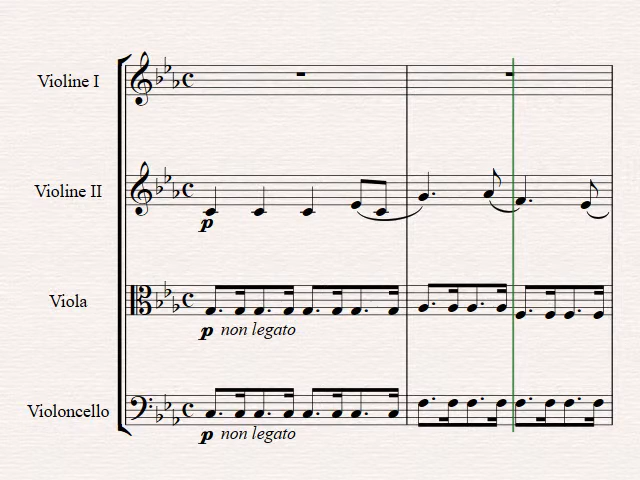 Violine I
Violine II
p
Viola
p non legato
Violoncello
p non legato